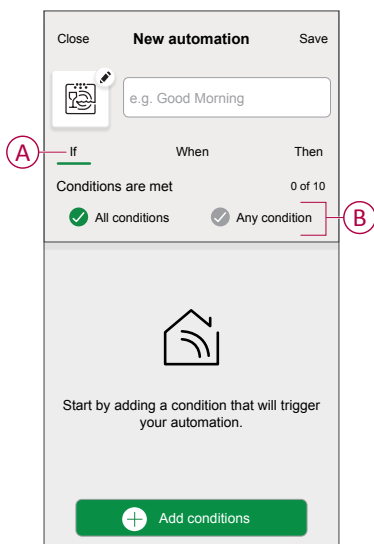 Close New automation Save
e.g. Good Morning
A If When Then
Conditions are met 0 of 10
All conditions Any condition B
Start by adding a condition that will trigger
your automation.
Add conditions